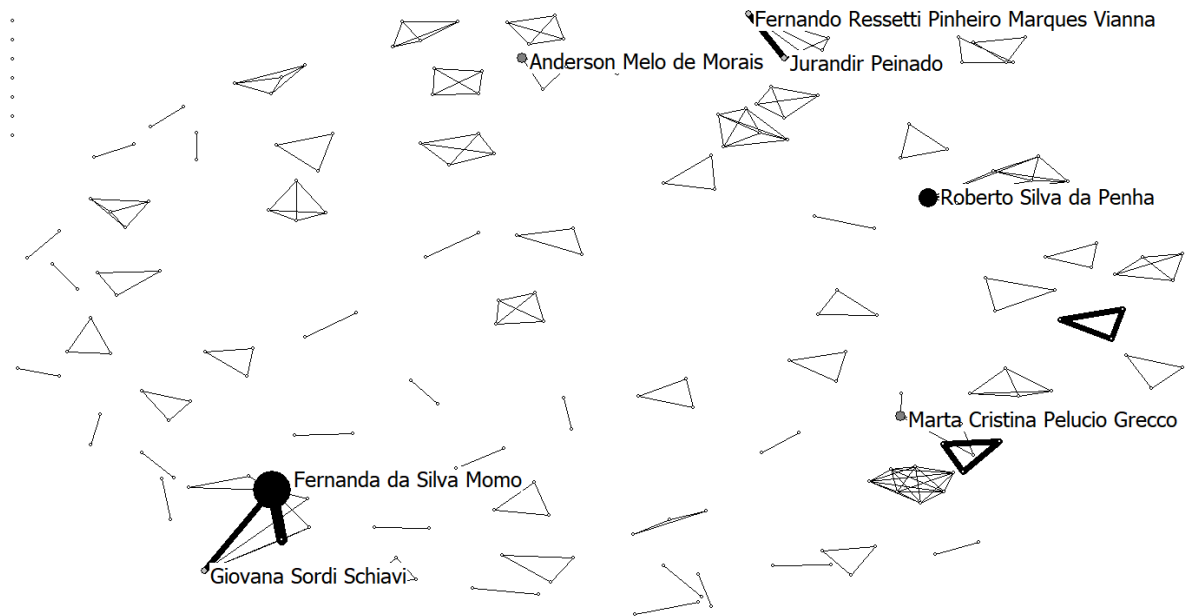 Fernando Ressetti Pinheiro Marques Vianna
Anderson Melo de Morais
Jurandir Peinado
Roberto Silva da Penha
Marta Cristina Pelucio Grecco
Fernanda da Silva Momo
Giovana Sordi Schiavi